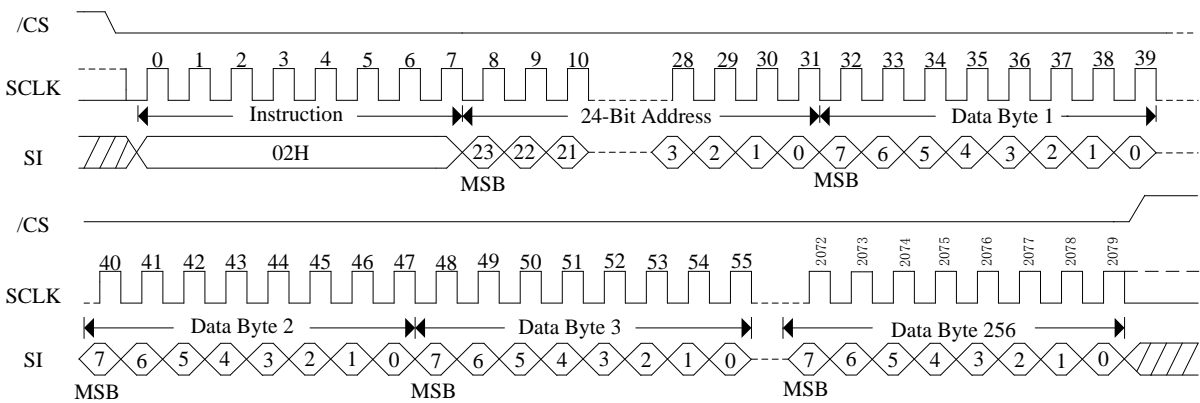 /CS
0 1 2 3 4 5 6 7 8 9 10 28 29 30 31 32 33 34 35 36 37 38 39
SCLK
Instruction 24-Bit Address Data Byte 1
SI 02H 23 22 21 3 2 1 0 7 6 5 4 3 2 1 0
MSB MSB
/CS
40 41 42 43 44 45 46 47 48 49 50 51 52 53 54 55 2072 2073 2074 2075 2076 2077 2078 2079
SCLK
Data Byte 2 Data Byte 3 Data Byte 256
SI 7 6 5 4 3 2 1 0 7 6 5 4 3 2 1 0 7 6 5 4 3 2 1 0
MSB MSB MSB